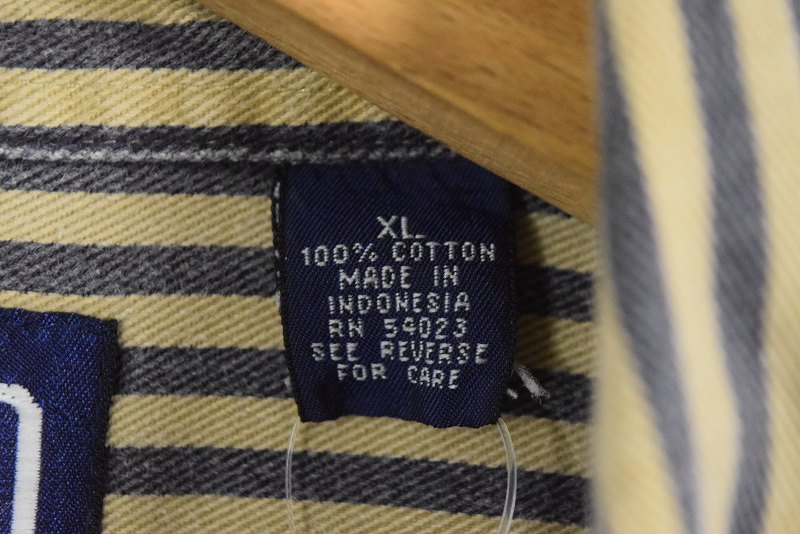 XL
100% COTTON
MADE IN
INDONESIA
RN 54023
SEE REVERSE
FOR CARE